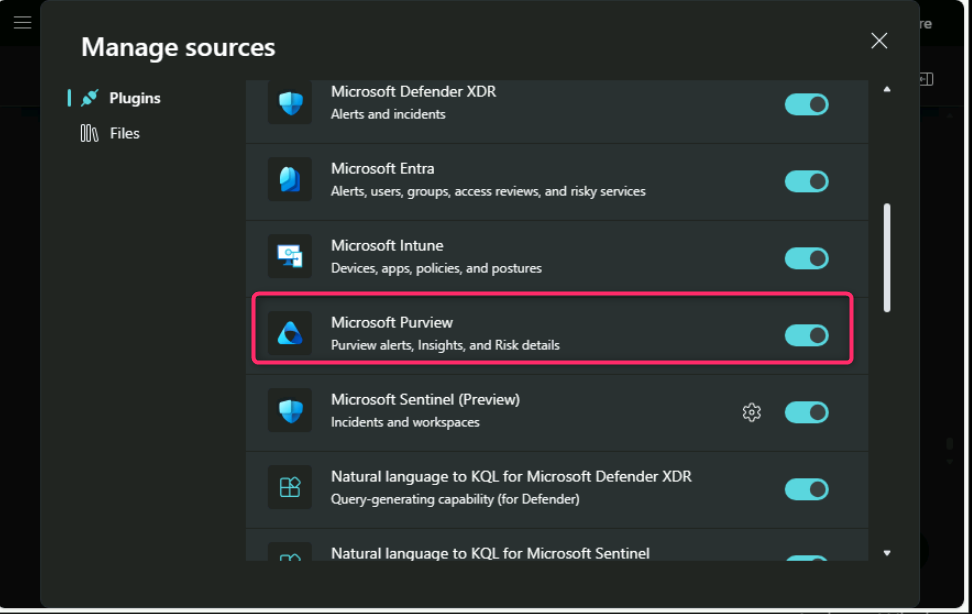 re
Manage sources
Plugins
Files
Microsoft Defender XDR
Alerts and incidents
Microsoft Entra
Alerts, users, groups, access reviews, and risky services
Microsoft Intune
Devices, apps, policies, and postures
Microsoft Purview
Purview alerts, Insights, and Risk details
Microsoft Sentinel (Preview)
Incidents and workspaces
Natural language to KQL for Microsoft Defender XDR
Query-generating capability (for Defender)
Natural language to KQL for Microsoft Sentinel